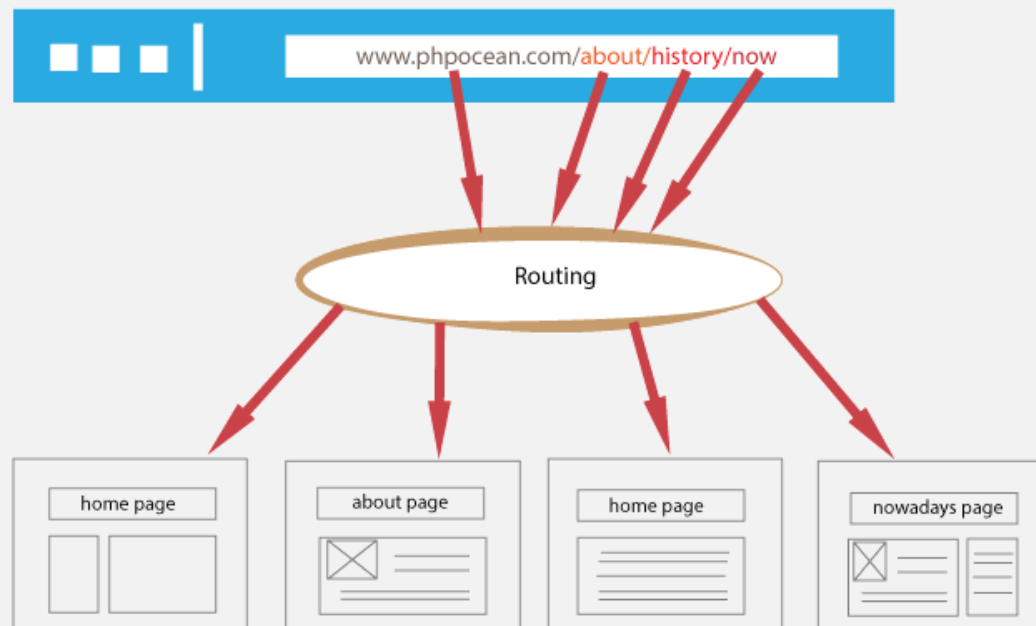 www.phpocean.com/about/history/now
Routing
home page
about page
home page
nowadays page